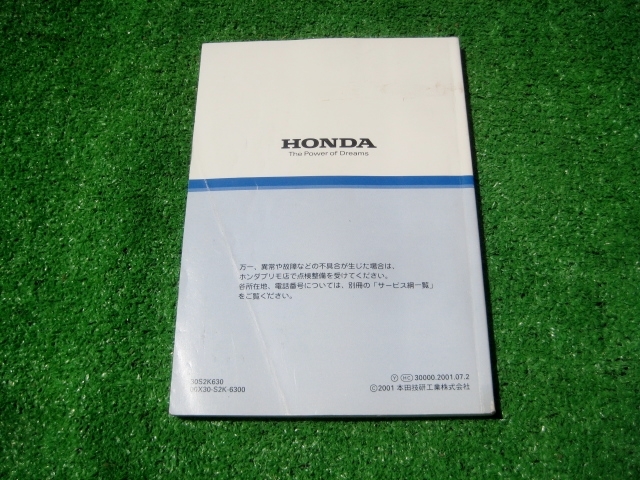 HONDA
The Power of Dreams
万一、異常や故障などの不具合が生じた場合は、
ホンダプリモ店で点検整備を受けてください。
各所在地、電話番号については、別冊の「サービス網一覧」
をご覧ください。
30S2K630
00X30-S2K-6300
Ⓨ HC 30000.2001.07.2
©2001 本田技研工業株式会社